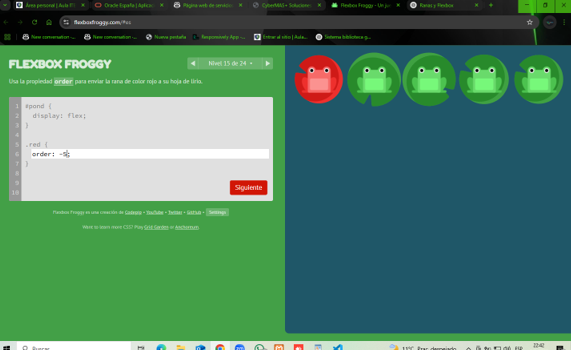 Área personal | Aula
Oracle España | Aplicac
Página web de servicios
CyberMAS+ Solucione
Flexbox Froggy - Un ju
Ranas y Flexbox
flexboxfroggy.com/#es
New conversation -...
New conversation -...
Nueva pestaña
Responsively App -...
Entrar al sitio | Aula...
Sistema biblioteca g...
FLEXBOX FROGGY
Nivel 15 de 24
Usa la propiedad order para enviar la rana de color rojo a su hoja de lirio.
1 #pond {
2 display: flex;
3 }
4
5 .red {
6 order: -5;
7 }
8
9
10
Siguiente
Flexbox Froggy es una creación de Codepip • YouTube • Twitter • GitHub • Settings
Want to learn more CSS? Play Grid Garden or Anchoreum.
Buscar
11°C Prac. despejado
ESP
22:42